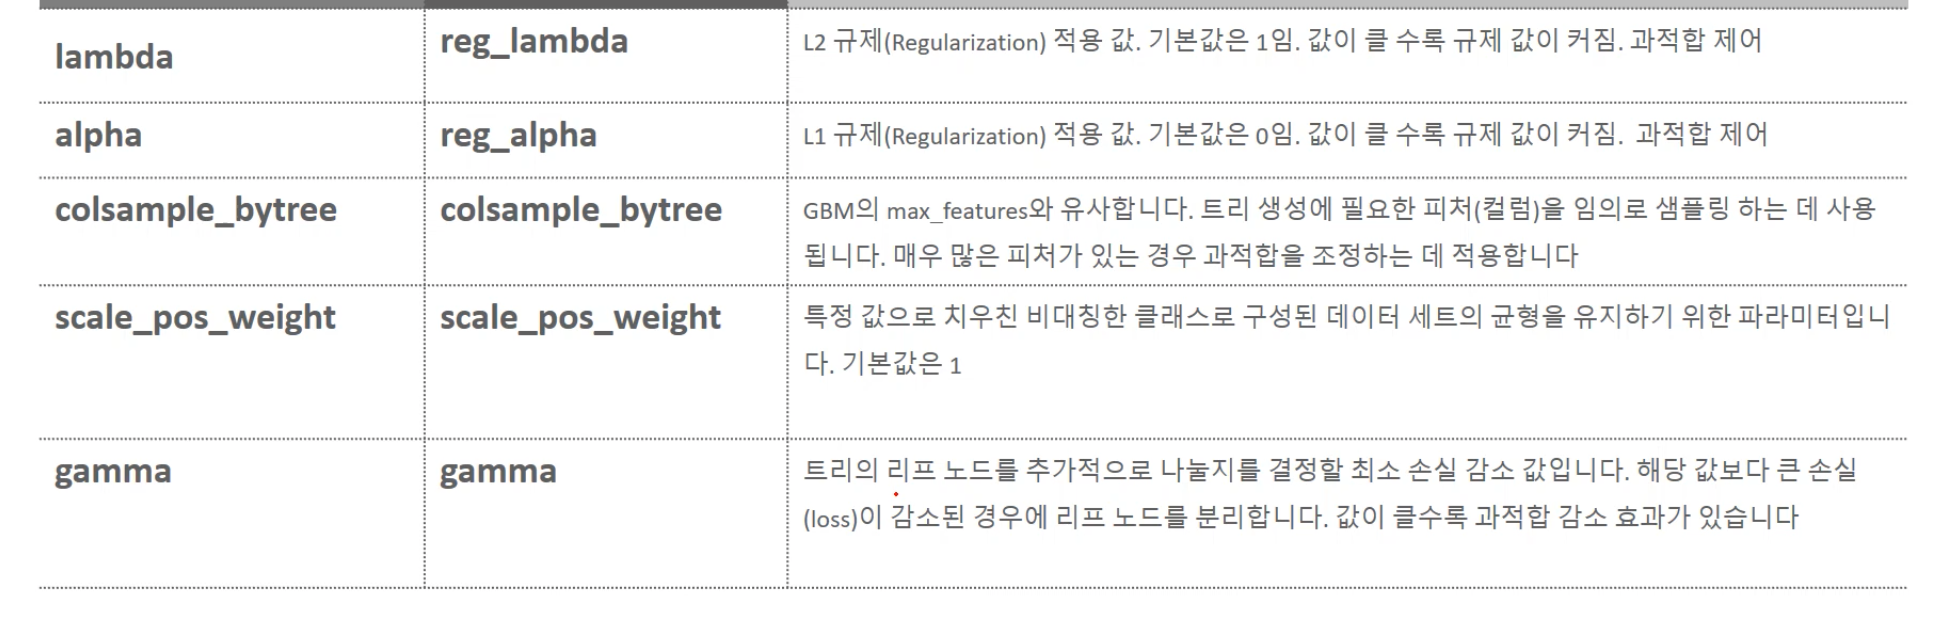 lambda
reg_lambda
L2 규제(Regularization) 적용 값. 기본값은 1임. 값이 클 수록 규제 값이 커짐. 과적합 제어
alpha
reg_alpha
L1 규제(Regularization) 적용 값. 기본값은 0임. 값이 클 수록 규제 값이 커짐. 과적합 제어
colsample_bytree
colsample_bytree
GBM의 max_features와 유사합니다. 트리 생성에 필요한 피처(컬럼)을 임의로 샘플링 하는 데 사용
됩니다. 매우 많은 피처가 있는 경우 과적합을 조정하는 데 적용합니다
scale_pos_weight
scale_pos_weight
특정 값으로 치우친 비대칭한 클래스로 구성된 데이터 세트의 균형을 유지하기 위한 파라미터입니
다. 기본값은 1
gamma
gamma
트리의 리프 노드를 추가적으로 나눌지를 결정할 최소 손실 감소 값입니다. 해당 값보다 큰 손실
(loss)이 감소된 경우에 리프 노드를 분리합니다. 값이 클수록 과적합 감소 효과가 있습니다